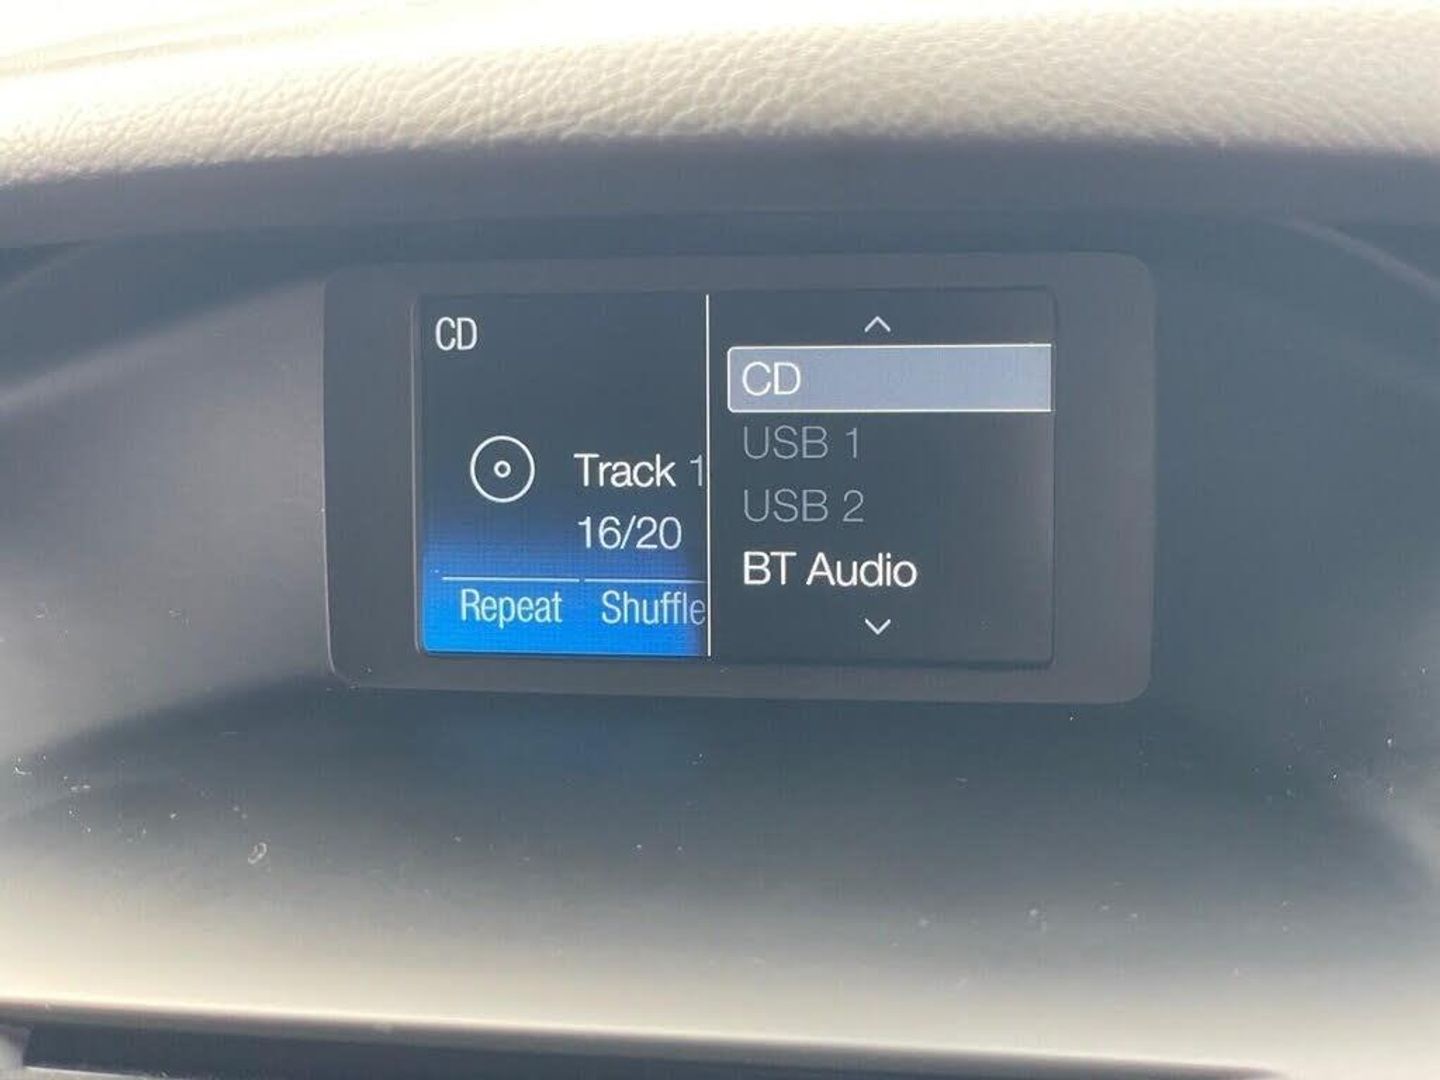 CD
Track 1
16/20
Repeat Shuffle
CD
USB 1
USB 2
BT Audio